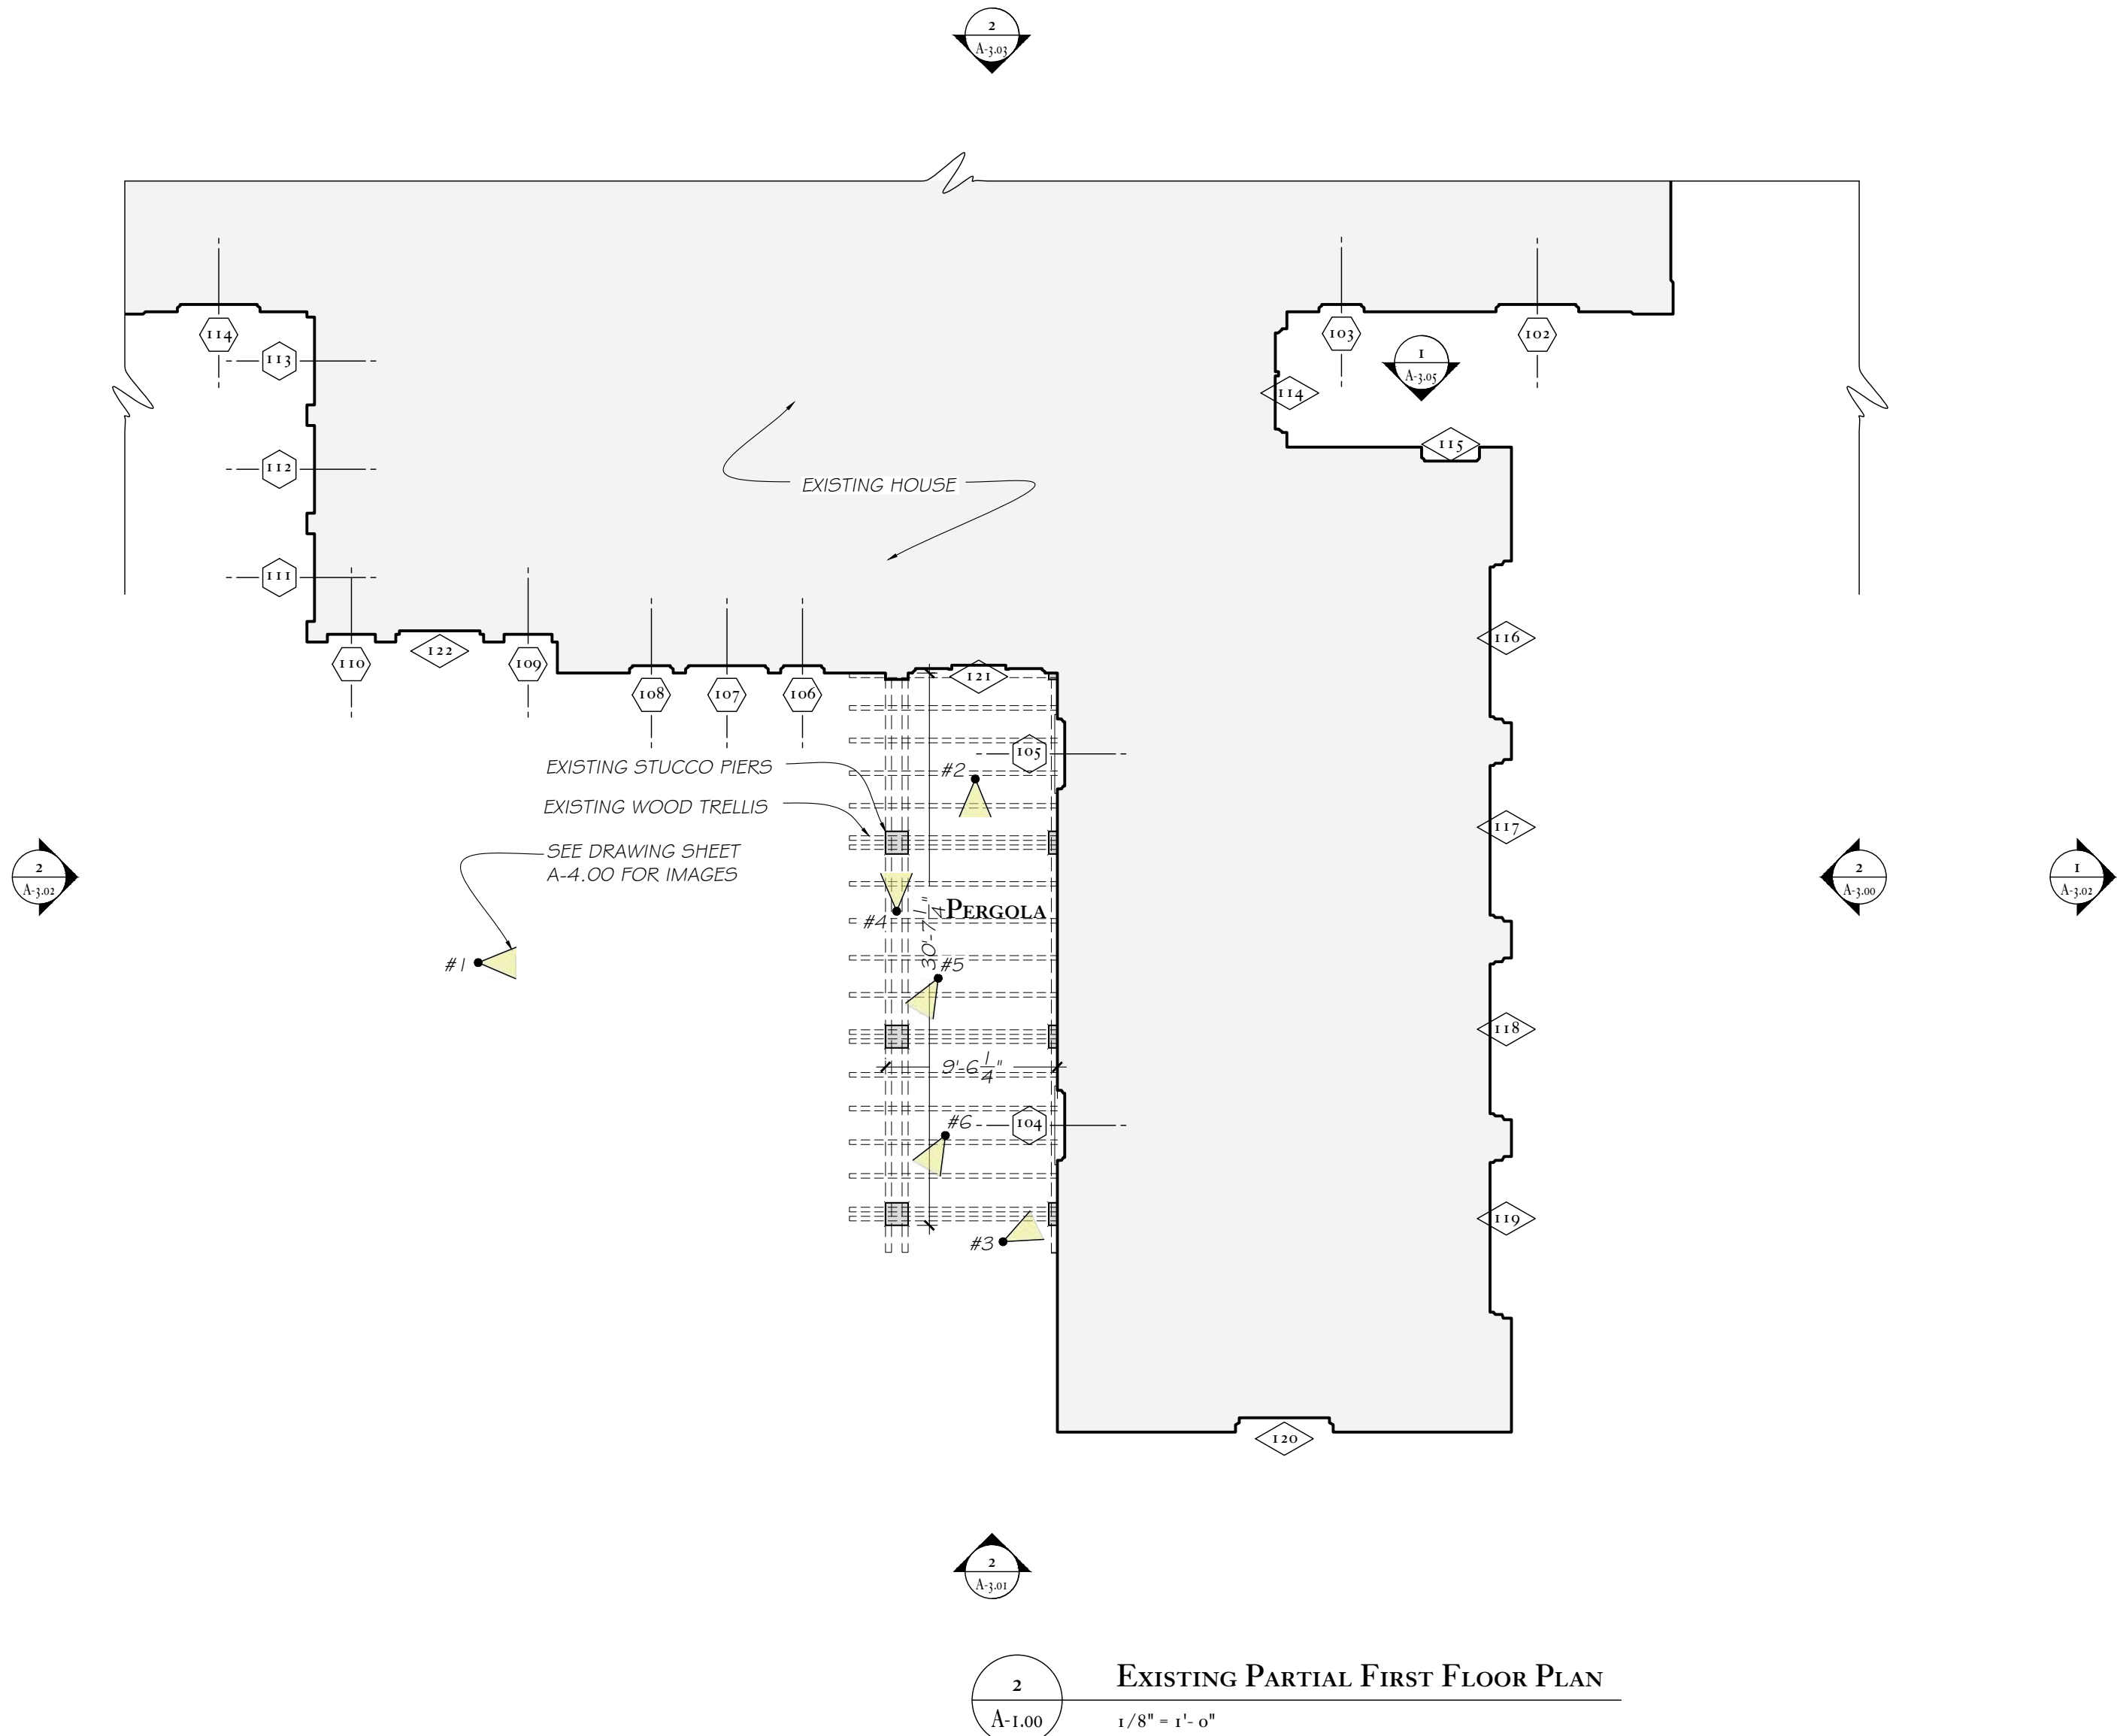 2
A-3.03
114
113
112
111
110
122
109
108
107
106
121
103
102
1
A-3.05
114
115
EXISTING HOUSE
116
117
118
119
120
105
104
EXISTING STUCCO PIERS
EXISTING WOOD TRELLIS
SEE DRAWING SHEET
A-4.00 FOR IMAGES
#1
#2
#4
PERGOLA
30'-7 1/4"
#5
9'-6 1/4"
#6
#3
2
A-3.02
2
A-3.00
1
A-3.02
2
A-3.01
2
A-1.00
EXISTING PARTIAL FIRST FLOOR PLAN
1/8" = 1'- 0"